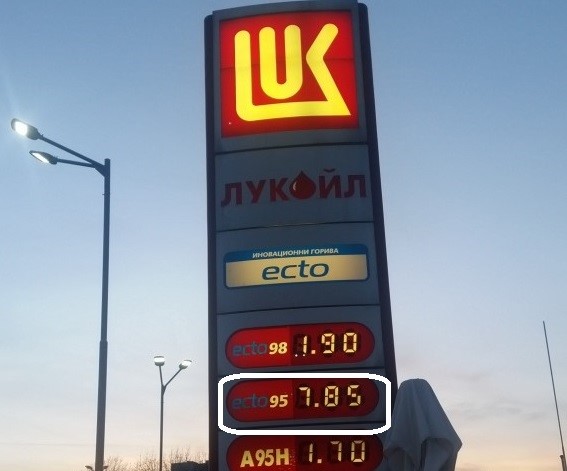 LUK
ЛУКОЙЛ
ИНОВАЦИОННИ ГОРИВА
ecto
ecto 98 1.90
ecto 95 7.85
A95H 1.70